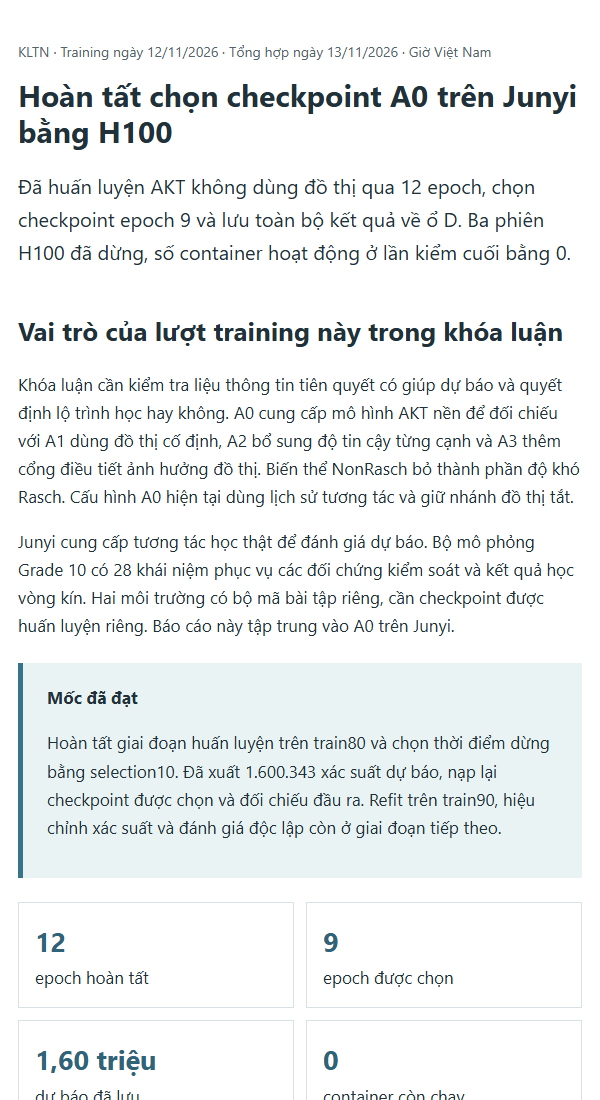 KLTN · Training ngày 12/11/2026 · Tổng hợp ngày 13/11/2026 · Giờ Việt Nam
Hoàn tất chọn checkpoint A0 trên Junyi
bằng H100
Đã huấn luyện AKT không dùng đồ thị qua 12 epoch, chọn
checkpoint epoch 9 và lưu toàn bộ kết quả về ổ D. Ba phiên
H100 đã dừng, số container hoạt động ở lần kiểm cuối bằng 0.
Vai trò của lượt training này trong khóa luận
Khóa luận cần kiểm tra liệu thông tin tiên quyết có giúp dự báo và quyết
định lộ trình học hay không. A0 cung cấp mô hình AKT nền để đối chiếu
với A1 dùng đồ thị cố định, A2 bổ sung độ tin cậy từng cạnh và A3 thêm
cổng điều tiết ảnh hưởng đồ thị. Biến thể NonRasch bỏ thành phần độ khó
Rasch. Cấu hình A0 hiện tại dùng lịch sử tương tác và giữ nhánh đồ thị tắt.
Junyi cung cấp tương tác học thật để đánh giá dự báo. Bộ mô phỏng
Grade 10 có 28 khái niệm phục vụ các đối chứng kiểm soát và kết quả học
vòng kín. Hai môi trường có bộ mã bài tập riêng, cần checkpoint được
huấn luyện riêng. Báo cáo này tập trung vào A0 trên Junyi.
Mốc đã đạt
Hoàn tất giai đoạn huấn luyện trên train80 và chọn thời điểm dừng
bằng selection10. Đã xuất 1.600.343 xác suất dự báo, nạp lại
checkpoint được chọn và đối chiếu đầu ra. Refit trên train90, hiệu
chỉnh xác suất và đánh giá độc lập còn ở giai đoạn tiếp theo.
12
epoch hoàn tất
9
epoch được chọn
1,60 triệu
dự báo đã lưu
0
container còn chạy